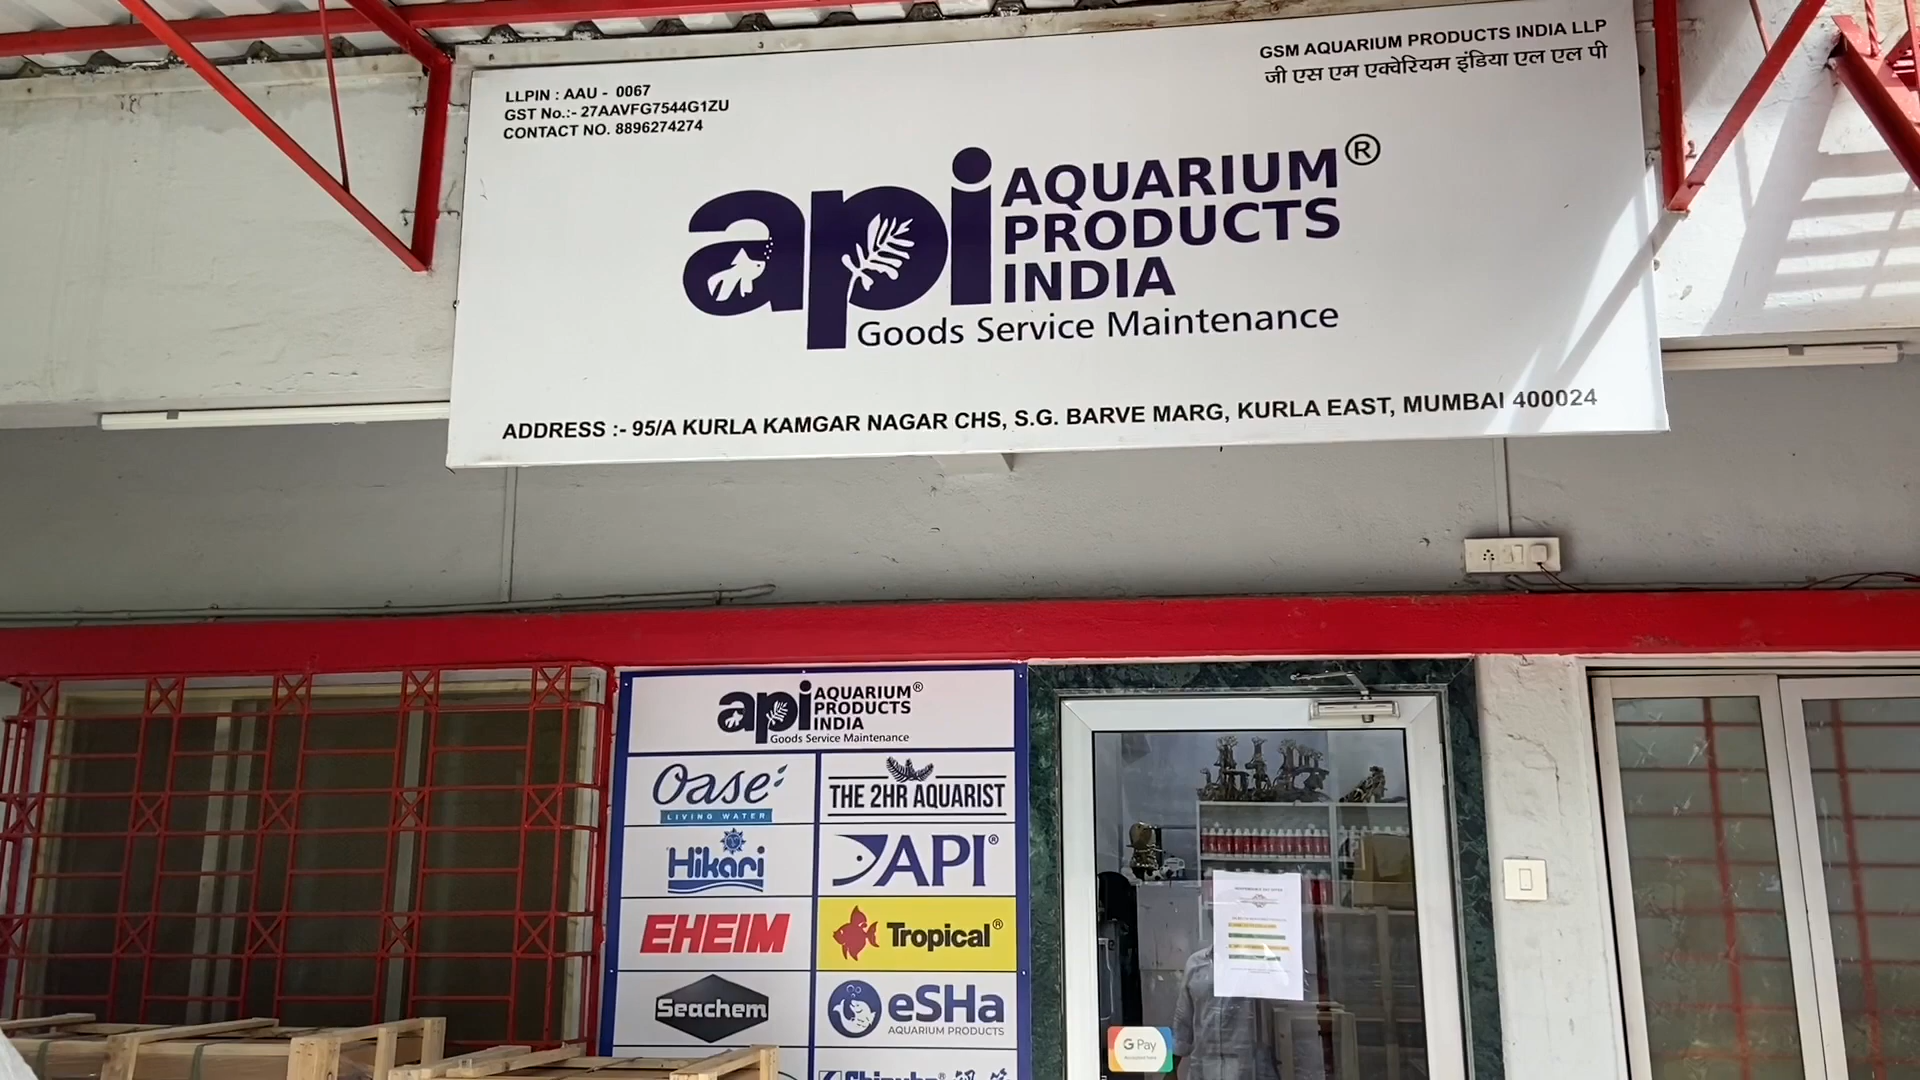 GSM AQUARIUM PRODUCTS INDIA LLP
जी एस एम एक्वेरियम इंडिया एल एल पी
LLPIN : AAU - 0067
GST No.:- 27AAVFG7544G1ZU
CONTACT NO. 8896274274
api AQUARIUM PRODUCTS INDIA ®
Goods Service Maintenance
ADDRESS :- 95/A KURLA KAMGAR NAGAR CHS, S.G. BARVE MARG, KURLA EAST, MUMBAI 400024
api AQUARIUM PRODUCTS INDIA ®
Goods Service Maintenance
Oase
LIVING WATER
THE 2HR AQUARIST
Hikari
API®
EHEIM
Tropical®
Seachem
eSHa
AQUARIUM PRODUCTS
G Pay